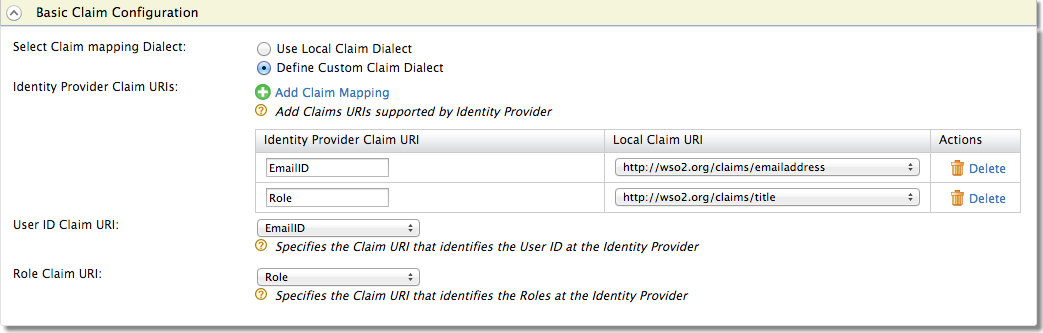 Basic Claim Configuration
Select Claim mapping Dialect:
Use Local Claim Dialect
Define Custom Claim Dialect
Identity Provider Claim URIs:
Add Claim Mapping
Add Claims URIs supported by Identity Provider
Identity Provider Claim URI Local Claim URI Actions
EmailID http://wso2.org/claims/emailaddress Delete
Role http://wso2.org/claims/title Delete
User ID Claim URI: EmailID
Specifies the Claim URI that identifies the User ID at the Identity Provider
Role Claim URI: Role
Specifies the Claim URI that identifies the Roles at the Identity Provider